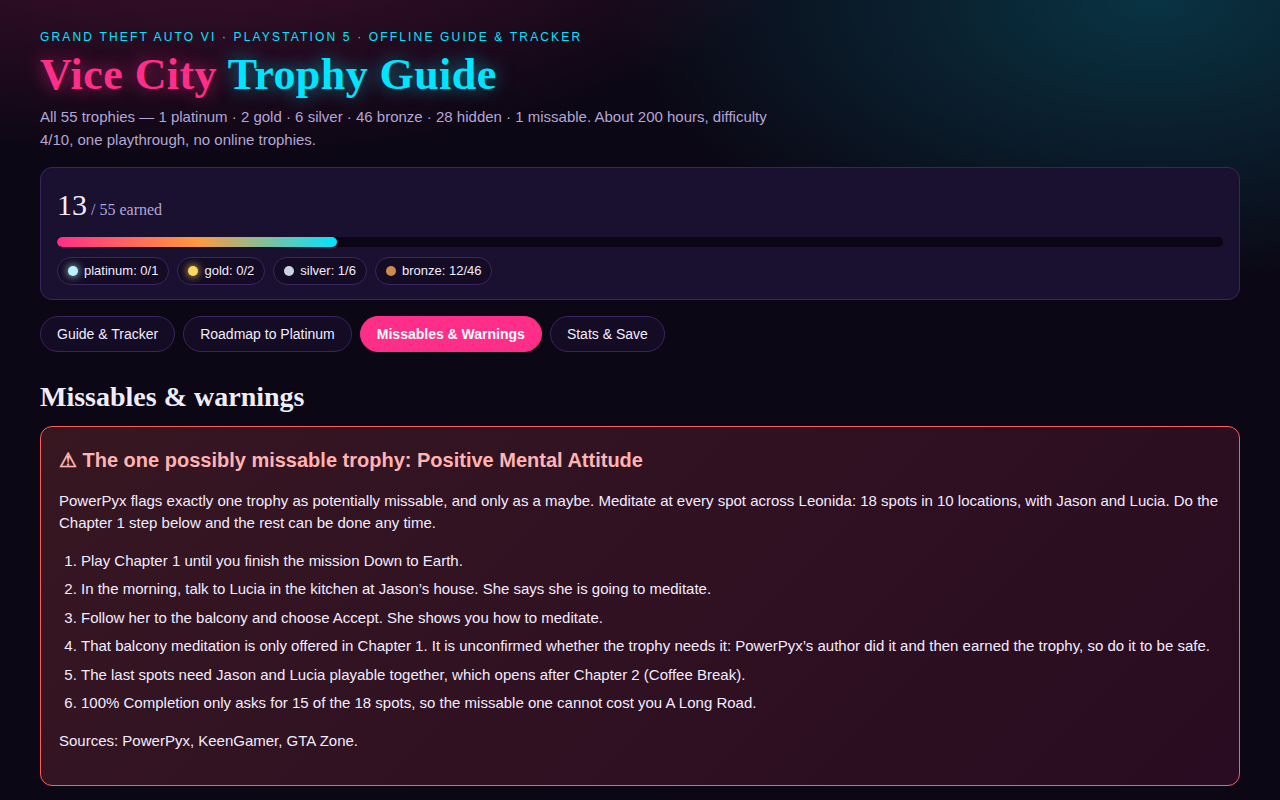 GRAND THEFT AUTO VI · PLAYSTATION 5 · OFFLINE GUIDE & TRACKER
Vice City Trophy Guide
All 55 trophies — 1 platinum · 2 gold · 6 silver · 46 bronze · 28 hidden · 1 missable. About 200 hours, difficulty
4/10, one playthrough, no online trophies.
13 / 55 earned
platinum: 0/1 gold: 0/2 silver: 1/6 bronze: 12/46
Guide & Tracker Roadmap to Platinum Missables & Warnings Stats & Save
Missables & warnings
⚠ The one possibly missable trophy: Positive Mental Attitude
PowerPyx flags exactly one trophy as potentially missable, and only as a maybe. Meditate at every spot across Leonida: 18 spots in 10 locations, with Jason and Lucia. Do the
Chapter 1 step below and the rest can be done any time.
1. Play Chapter 1 until you finish the mission Down to Earth.
2. In the morning, talk to Lucia in the kitchen at Jason’s house. She says she is going to meditate.
3. Follow her to the balcony and choose Accept. She shows you how to meditate.
4. That balcony meditation is only offered in Chapter 1. It is unconfirmed whether the trophy needs it: PowerPyx’s author did it and then earned the trophy, so do it to be safe.
5. The last spots need Jason and Lucia playable together, which opens after Chapter 2 (Coffee Break).
6. 100% Completion only asks for 15 of the 18 spots, so the missable one cannot cost you A Long Road.
Sources: PowerPyx, KeenGamer, GTA Zone.